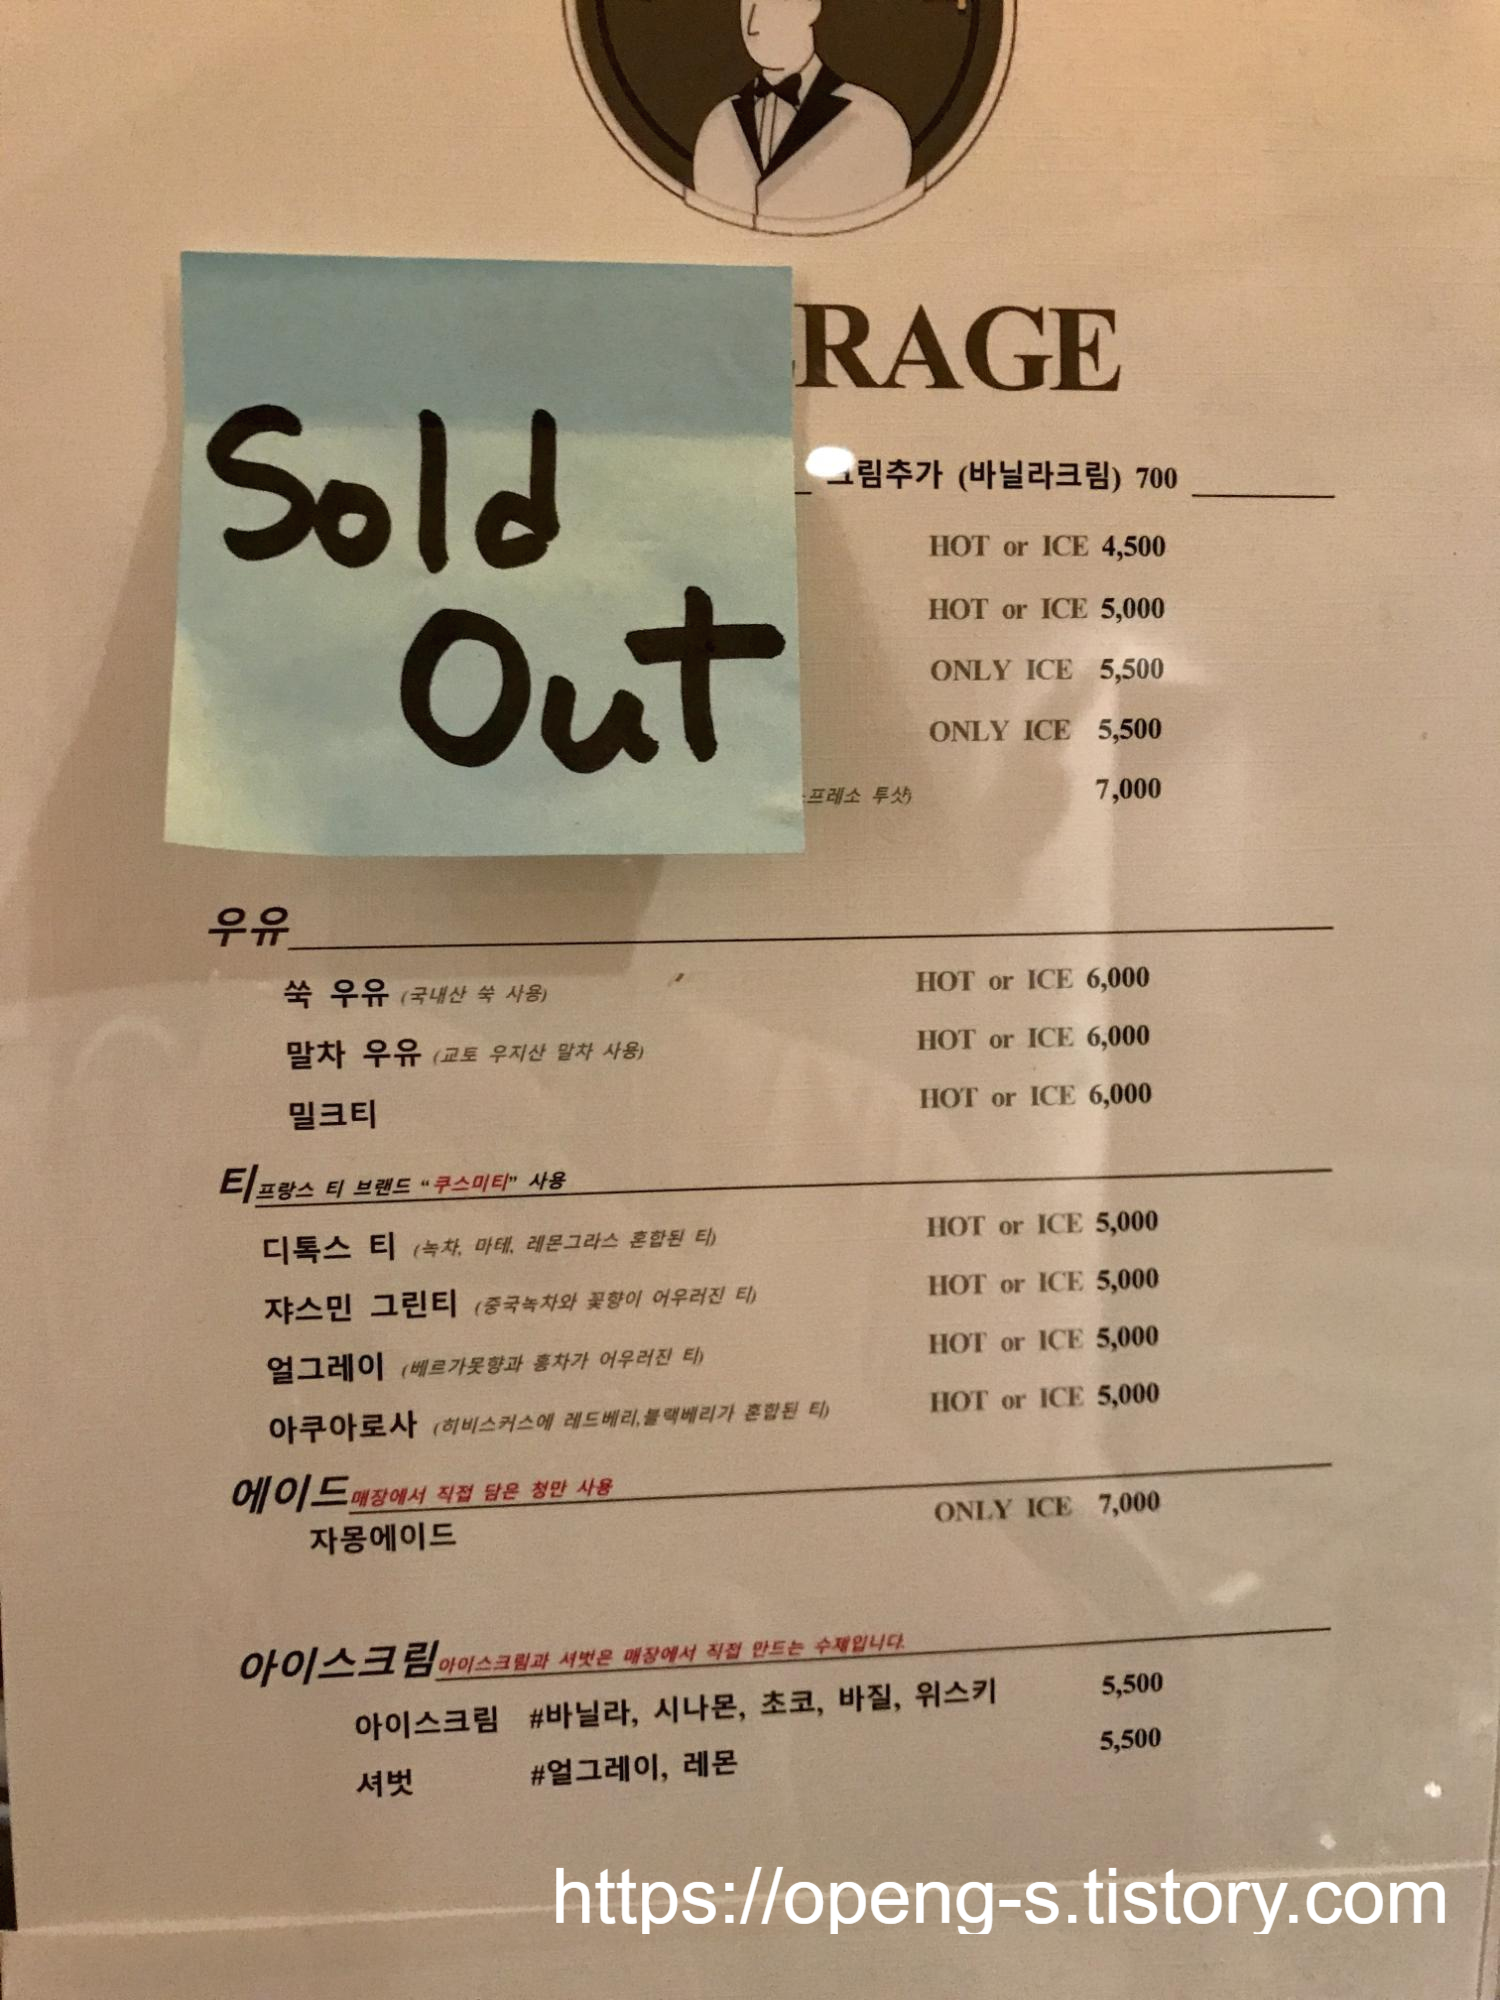 RAGE
Sold
Out
크림추가 (바닐라크림) 700
HOT or ICE 4,500
HOT or ICE 5,000
ONLY ICE 5,500
ONLY ICE 5,500
프레소 투샷) 7,000
우유
쑥 우유 (국내산 쑥 사용) HOT or ICE 6,000
말차 우유 (교토 우지산 말차 사용) HOT or ICE 6,000
밀크티 HOT or ICE 6,000
티 프랑스 티 브랜드 “쿠스미티” 사용
디톡스 티 (녹차, 마테, 레몬그라스 혼합된 티) HOT or ICE 5,000
쟈스민 그린티 (중국녹차와 꽃향이 어우러진 티) HOT or ICE 5,000
얼그레이 (베르가못향과 홍차가 어우러진 티) HOT or ICE 5,000
아쿠아로사 (히비스커스에 레드베리,블랙베리가 혼합된 티) HOT or ICE 5,000
에이드 매장에서 직접 담은 청만 사용
자몽에이드 ONLY ICE 7,000
아이스크림 아이스크림과 셔벗은 매장에서 직접 만드는 수제입니다.
아이스크림 #바닐라, 시나몬, 초코, 바질, 위스키 5,500
셔벗 #얼그레이, 레몬 5,500
https://openg-s.tistory.com